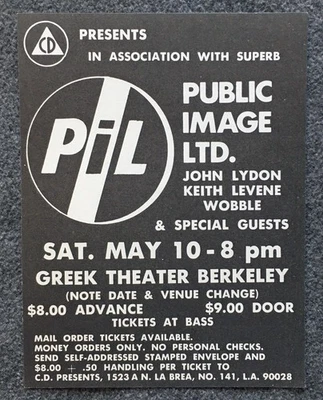 CD PRESENTS
IN ASSOCIATION WITH SUPERB
PiL
PUBLIC
IMAGE
LTD.
JOHN LYDON
KEITH LEVENE
WOBBLE
& SPECIAL GUESTS
SAT. MAY 10 - 8 pm
GREEK THEATER BERKELEY
(NOTE DATE & VENUE CHANGE)
$8.00 ADVANCE $9.00 DOOR
TICKETS AT BASS
MAIL ORDER TICKETS AVAILABLE.
MONEY ORDERS ONLY. NO PERSONAL CHECKS.
SEND SELF-ADDRESSED STAMPED ENVELOPE AND
$8.00 + .50 HANDLING PER TICKET TO
C.D. PRESENTS, 1523 A N. LA BREA, NO. 141, L.A. 90028